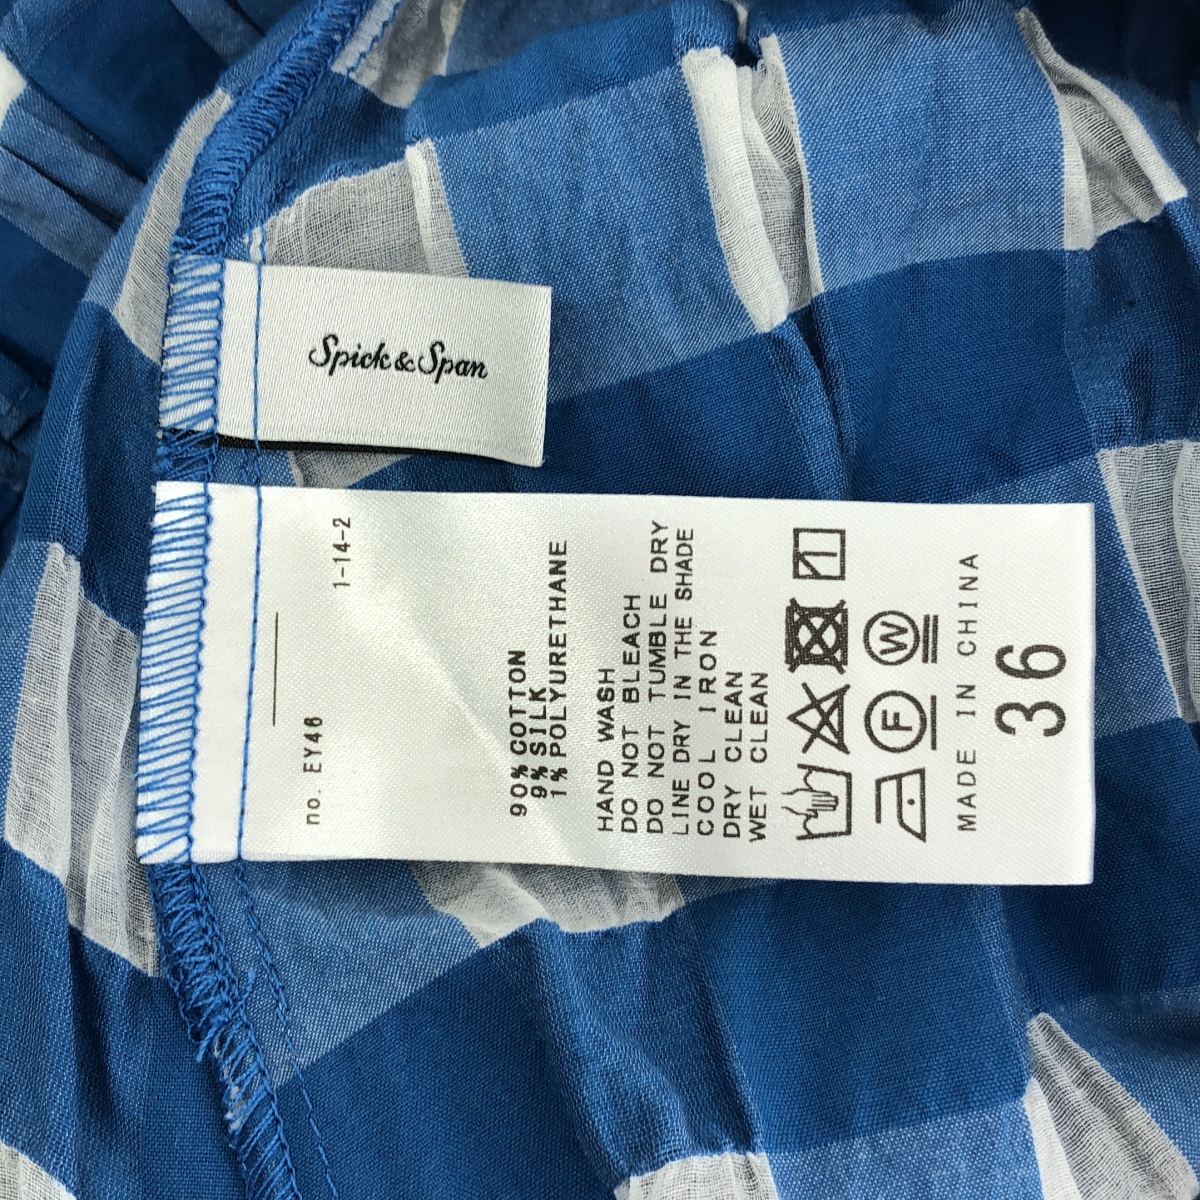 Spick & Span
1-14-2
no. EY46
90% COTTON
9% SILK
1% POLYURETHANE
HAND WASH
DO NOT BLEACH
DO NOT TUMBLE DRY
LINE DRY IN THE SHADE
COOL IRON
DRY CLEAN
WET CLEAN
F W
MADE IN CHINA
36